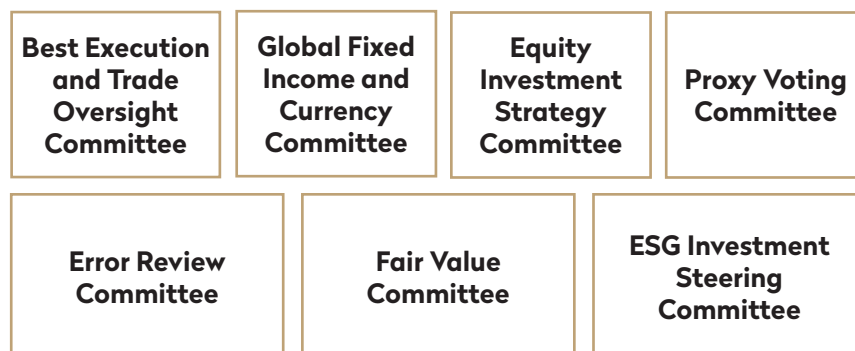 Best Execution
and Trade
Oversight
Committee
Global Fixed
Income and
Currency
Committee
Equity
Investment
Strategy
Committee
Proxy Voting
Committee
Error Review
Committee
Fair Value
Committee
ESG Investment
Steering
Committee